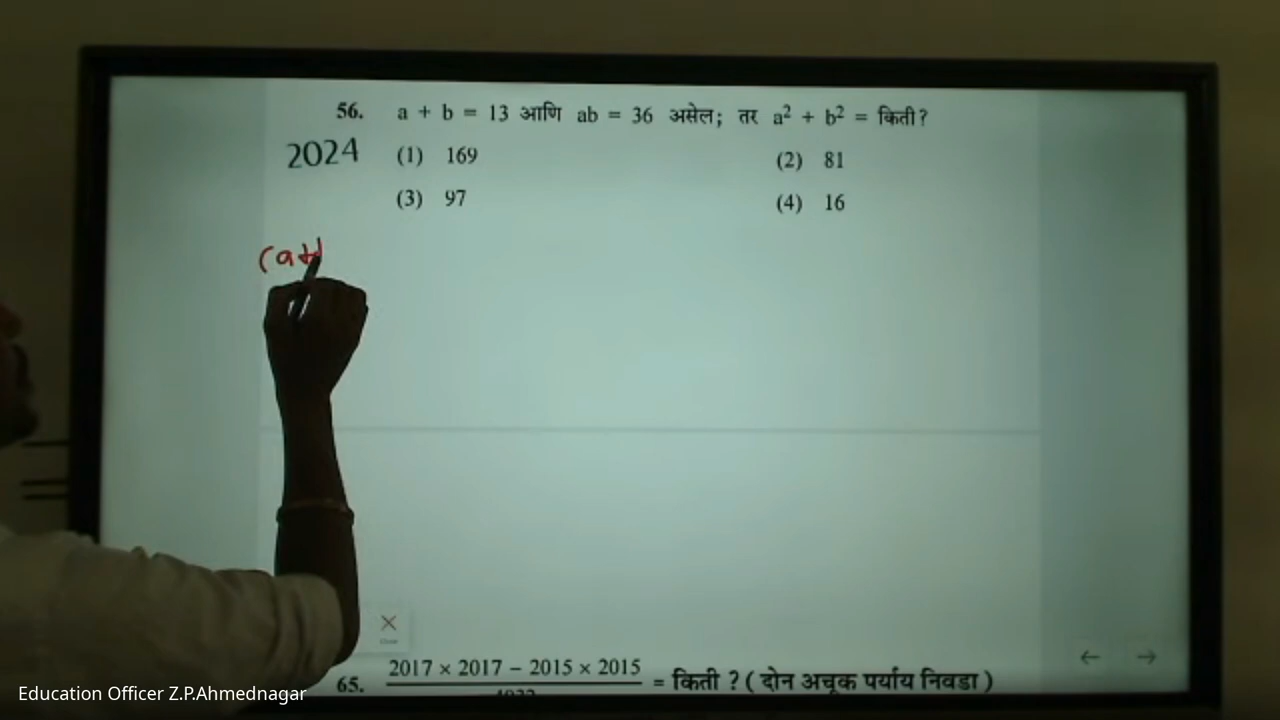 56. a + b = 13 आणि ab = 36 असेल; तर a² + b² = किती?
2024 (1) 169 (2) 81
(3) 97 (4) 16
(a+
Close
65. 2017 × 2017 − 2015 × 2015 = किती ? ( दोन अचूक पर्याय निवडा )
Education Officer Z.P.Ahmednagar